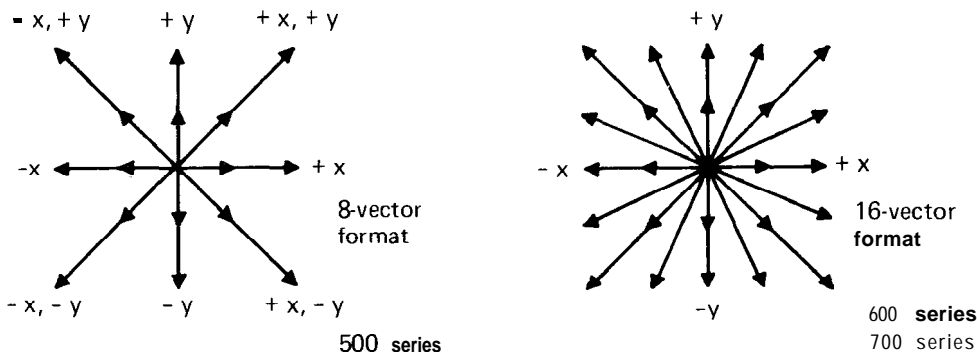 - x, + y
+ y
+ x, + y
-x
+ x
8-vector
format
- x, - y
- y
+ x, - y
500 series
+ y
- x
+ x
16-vector
format
-y
600 series
700 series